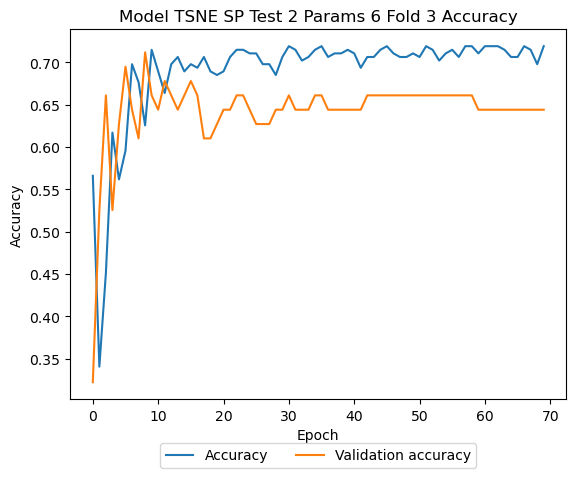 Model TSNE SP Test 2 Params 6 Fold 3 Accuracy
0.70
0.65
0.60
0.55
0.50
0.45
0.40
0.35
Accuracy
0 10 20 30 40 50 60 70
Epoch
Accuracy Validation accuracy